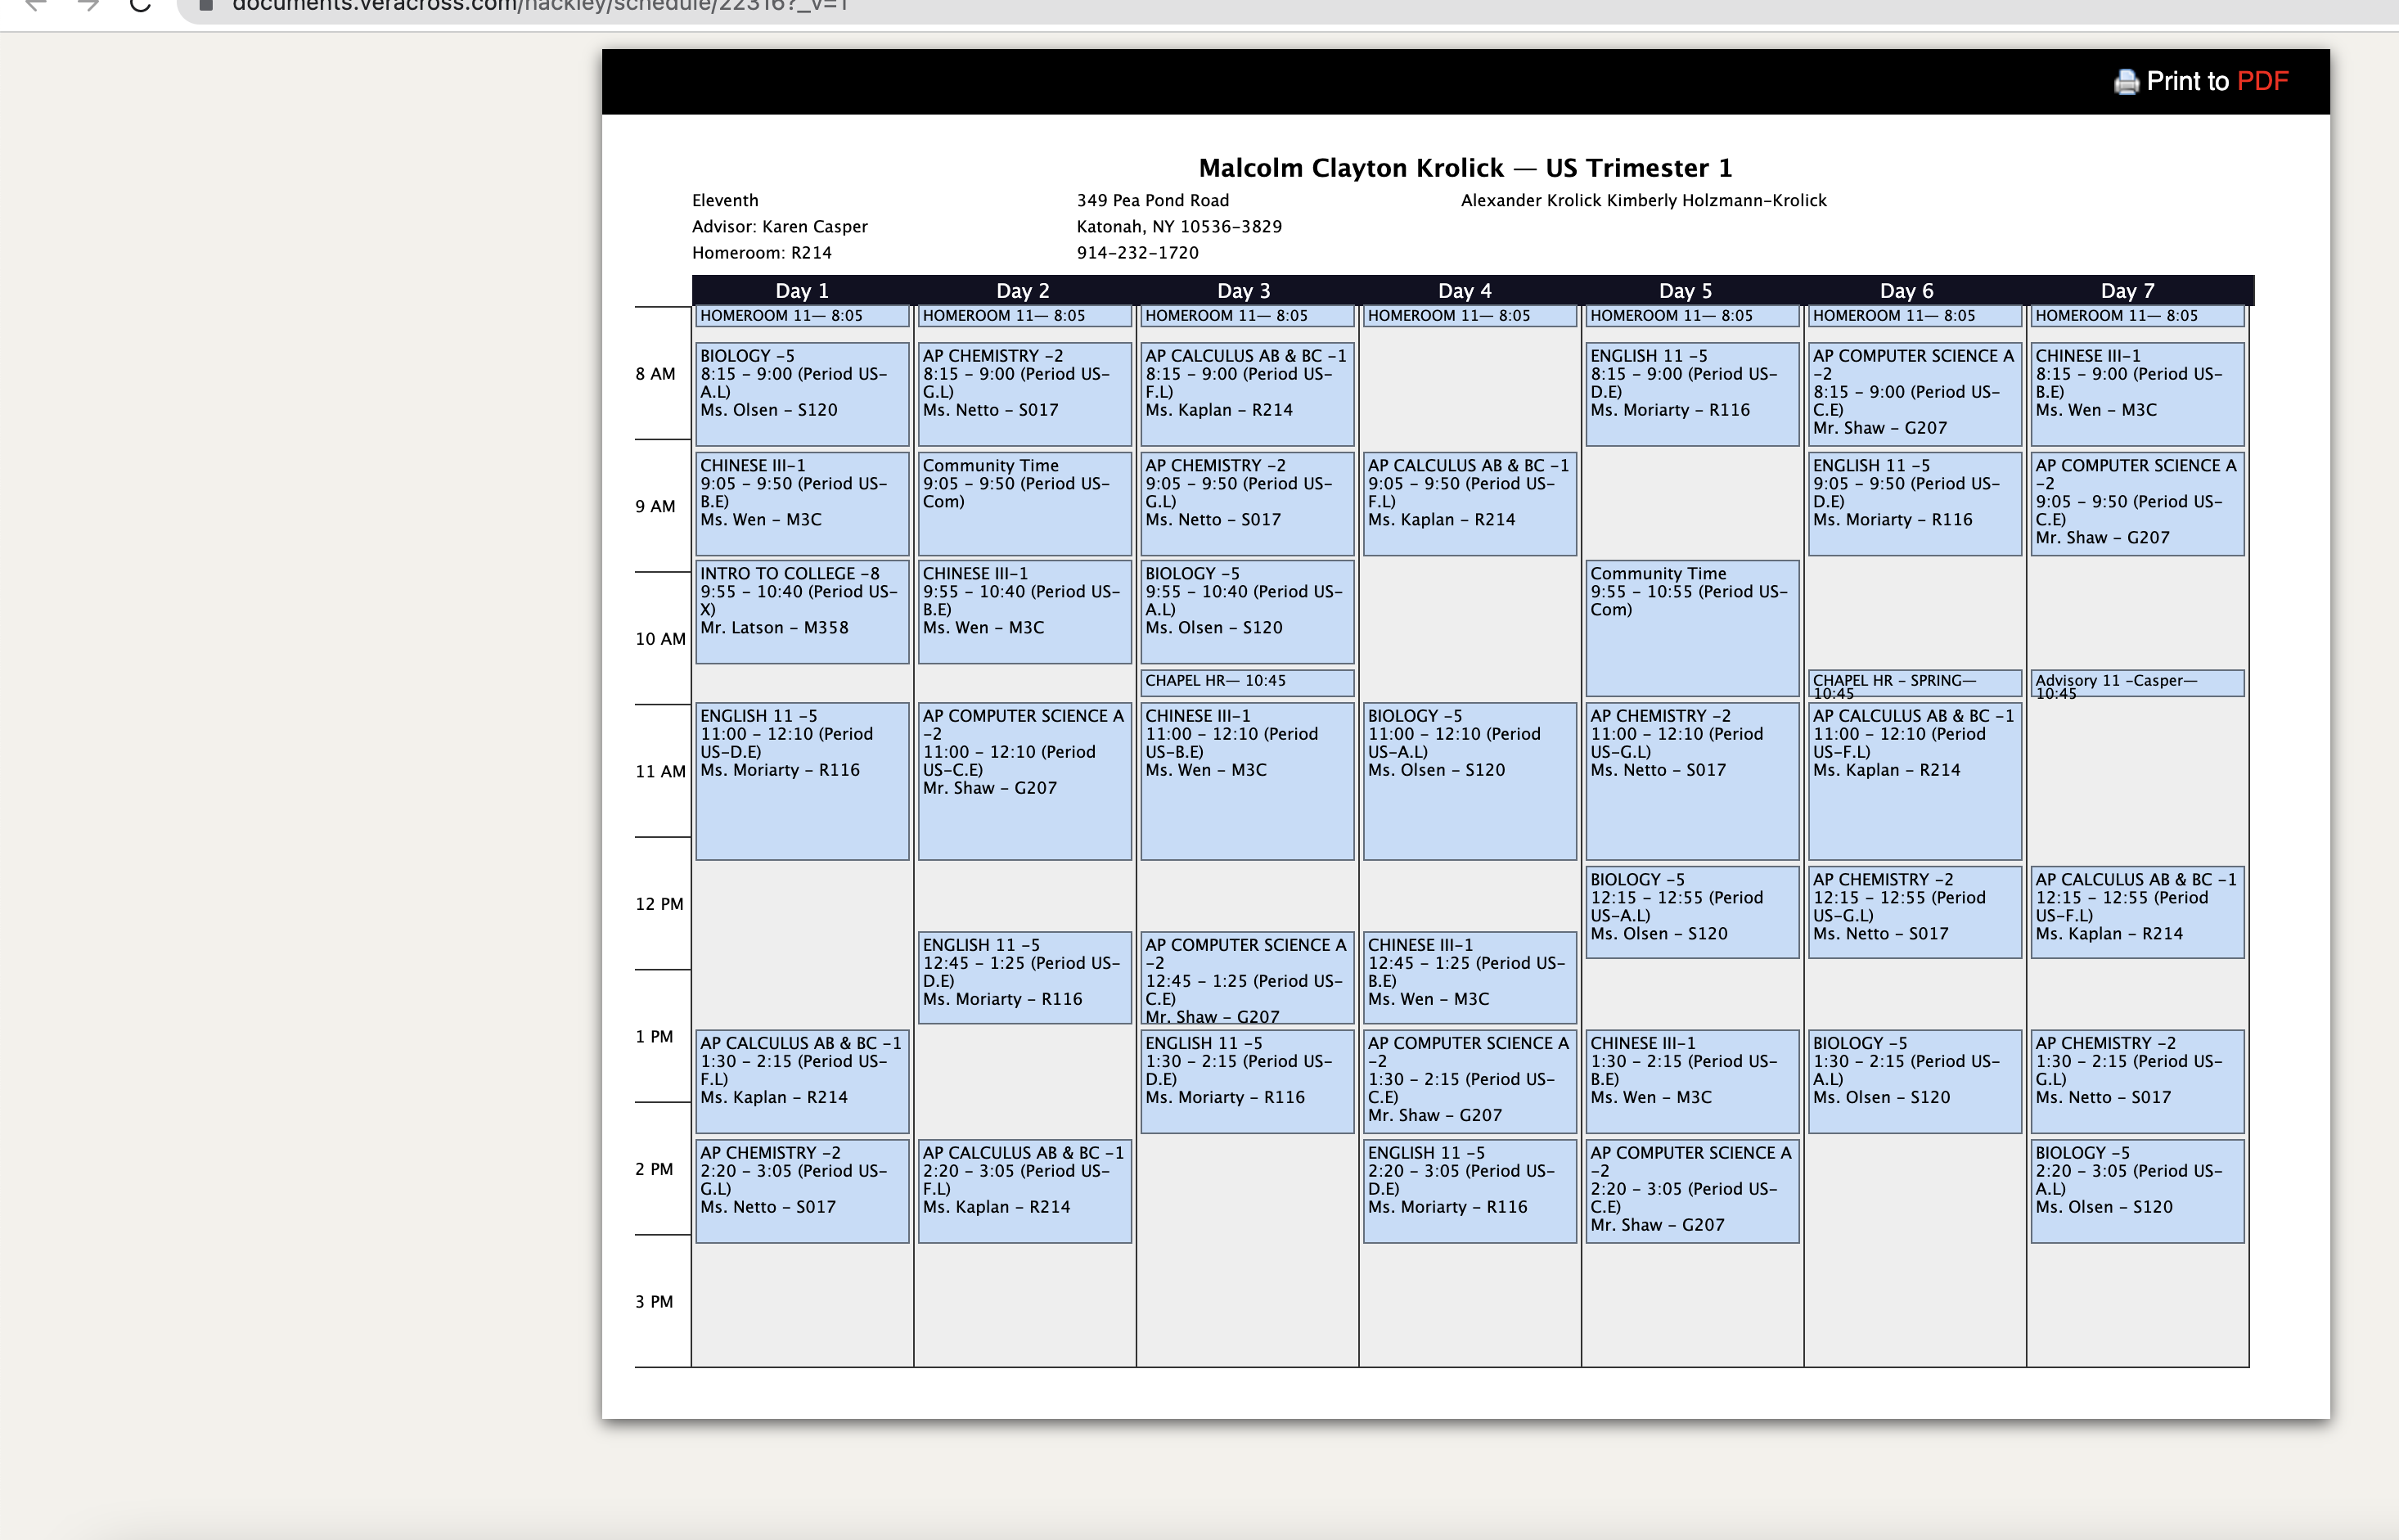 documents.veracross.com/hackley/schedule/22316?_v=1
Print to PDF
Malcolm Clayton Krolick — US Trimester 1
Eleventh
Advisor: Karen Casper
Homeroom: R214
349 Pea Pond Road
Katonah, NY 10536-3829
914-232-1720
Alexander Krolick Kimberly Holzmann-Krolick
8 AM
9 AM
10 AM
11 AM
12 PM
1 PM
2 PM
3 PM
Day 1
HOMEROOM 11— 8:05
BIOLOGY -5
8:15 - 9:00 (Period US-
A.L)
Ms. Olsen - S120
CHINESE III-1
9:05 - 9:50 (Period US-
B.E)
Ms. Wen - M3C
INTRO TO COLLEGE -8
9:55 - 10:40 (Period US-
X)
Mr. Latson - M358
ENGLISH 11 -5
11:00 - 12:10 (Period
US-D.E)
Ms. Moriarty - R116
AP CALCULUS AB & BC -1
1:30 - 2:15 (Period US-
F.L)
Ms. Kaplan - R214
AP CHEMISTRY -2
2:20 - 3:05 (Period US-
G.L)
Ms. Netto - S017
Day 2
HOMEROOM 11— 8:05
AP CHEMISTRY -2
8:15 - 9:00 (Period US-
G.L)
Ms. Netto - S017
Community Time
9:05 - 9:50 (Period US-
Com)
CHINESE III-1
9:55 - 10:40 (Period US-
B.E)
Ms. Wen - M3C
AP COMPUTER SCIENCE A
-2
11:00 - 12:10 (Period
US-C.E)
Mr. Shaw - G207
ENGLISH 11 -5
12:45 - 1:25 (Period US-
D.E)
Ms. Moriarty - R116
AP CALCULUS AB & BC -1
2:20 - 3:05 (Period US-
F.L)
Ms. Kaplan - R214
Day 3
HOMEROOM 11— 8:05
AP CALCULUS AB & BC -1
8:15 - 9:00 (Period US-
F.L)
Ms. Kaplan - R214
AP CHEMISTRY -2
9:05 - 9:50 (Period US-
G.L)
Ms. Netto - S017
BIOLOGY -5
9:55 - 10:40 (Period US-
A.L)
Ms. Olsen - S120
CHAPEL HR— 10:45
CHINESE III-1
11:00 - 12:10 (Period
US-B.E)
Ms. Wen - M3C
AP COMPUTER SCIENCE A
-2
12:45 - 1:25 (Period US-
C.E)
Mr. Shaw - G207
ENGLISH 11 -5
1:30 - 2:15 (Period US-
D.E)
Ms. Moriarty - R116
Day 4
HOMEROOM 11— 8:05
AP CALCULUS AB & BC -1
9:05 - 9:50 (Period US-
F.L)
Ms. Kaplan - R214
BIOLOGY -5
11:00 - 12:10 (Period
US-A.L)
Ms. Olsen - S120
CHINESE III-1
12:45 - 1:25 (Period US-
B.E)
Ms. Wen - M3C
AP COMPUTER SCIENCE A
-2
1:30 - 2:15 (Period US-
C.E)
Mr. Shaw - G207
ENGLISH 11 -5
2:20 - 3:05 (Period US-
D.E)
Ms. Moriarty - R116
Day 5
HOMEROOM 11— 8:05
ENGLISH 11 -5
8:15 - 9:00 (Period US-
D.E)
Ms. Moriarty - R116
Community Time
9:55 - 10:55 (Period US-
Com)
AP CHEMISTRY -2
11:00 - 12:10 (Period
US-G.L)
Ms. Netto - S017
BIOLOGY -5
12:15 - 12:55 (Period
US-A.L)
Ms. Olsen - S120
CHINESE III-1
1:30 - 2:15 (Period US-
B.E)
Ms. Wen - M3C
AP COMPUTER SCIENCE A
-2
2:20 - 3:05 (Period US-
C.E)
Mr. Shaw - G207
Day 6
HOMEROOM 11— 8:05
AP COMPUTER SCIENCE A
-2
8:15 - 9:00 (Period US-
C.E)
Mr. Shaw - G207
ENGLISH 11 -5
9:05 - 9:50 (Period US-
D.E)
Ms. Moriarty - R116
CHAPEL HR - SPRING—
10:45
AP CALCULUS AB & BC -1
11:00 - 12:10 (Period
US-F.L)
Ms. Kaplan - R214
AP CHEMISTRY -2
12:15 - 12:55 (Period
US-G.L)
Ms. Netto - S017
BIOLOGY -5
1:30 - 2:15 (Period US-
A.L)
Ms. Olsen - S120
Day 7
HOMEROOM 11— 8:05
CHINESE III-1
8:15 - 9:00 (Period US-
B.E)
Ms. Wen - M3C
AP COMPUTER SCIENCE A
-2
9:05 - 9:50 (Period US-
C.E)
Mr. Shaw - G207
Advisory 11 -Casper—
10:45
AP CALCULUS AB & BC -1
12:15 - 12:55 (Period
US-F.L)
Ms. Kaplan - R214
AP CHEMISTRY -2
1:30 - 2:15 (Period US-
G.L)
Ms. Netto - S017
BIOLOGY -5
2:20 - 3:05 (Period US-
A.L)
Ms. Olsen - S120